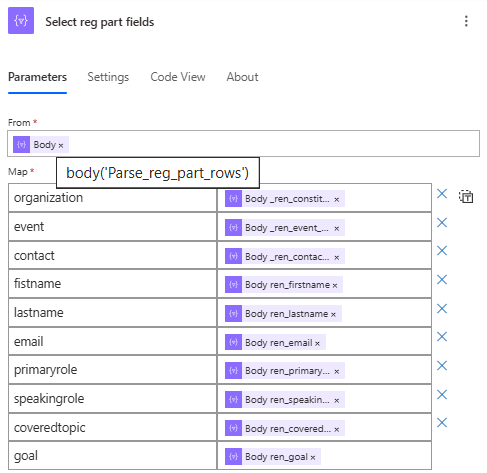 Select reg part fields
Parameters Settings Code View About
From *
Body ×
Map *
body('Parse_reg_part_rows')
organization Body _ren_constit... ×
event Body _ren_event_... ×
contact Body _ren_contac... ×
fistname Body ren_firstname ×
lastname Body ren_lastname ×
email Body ren_email ×
primaryrole Body ren_primary... ×
speakingrole Body ren_speakin... ×
coveredtopic Body ren_covered... ×
goal Body ren_goal ×